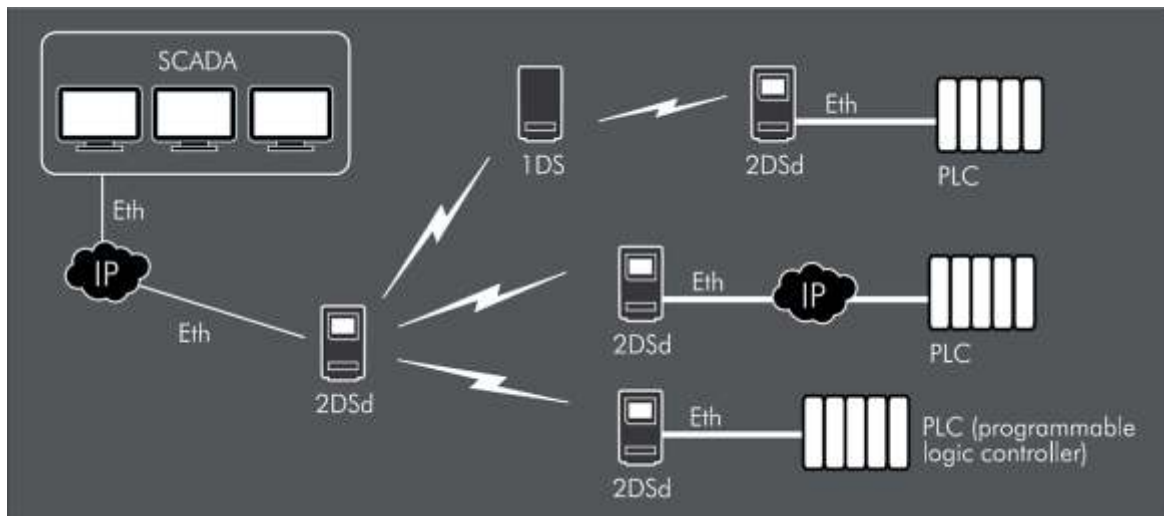 SCADA
Eth
IP
Eth
2DSd
1DS
2DSd
Eth
PLC
2DSd
Eth
IP
PLC
2DSd
Eth
PLC (programmable
logic controller)